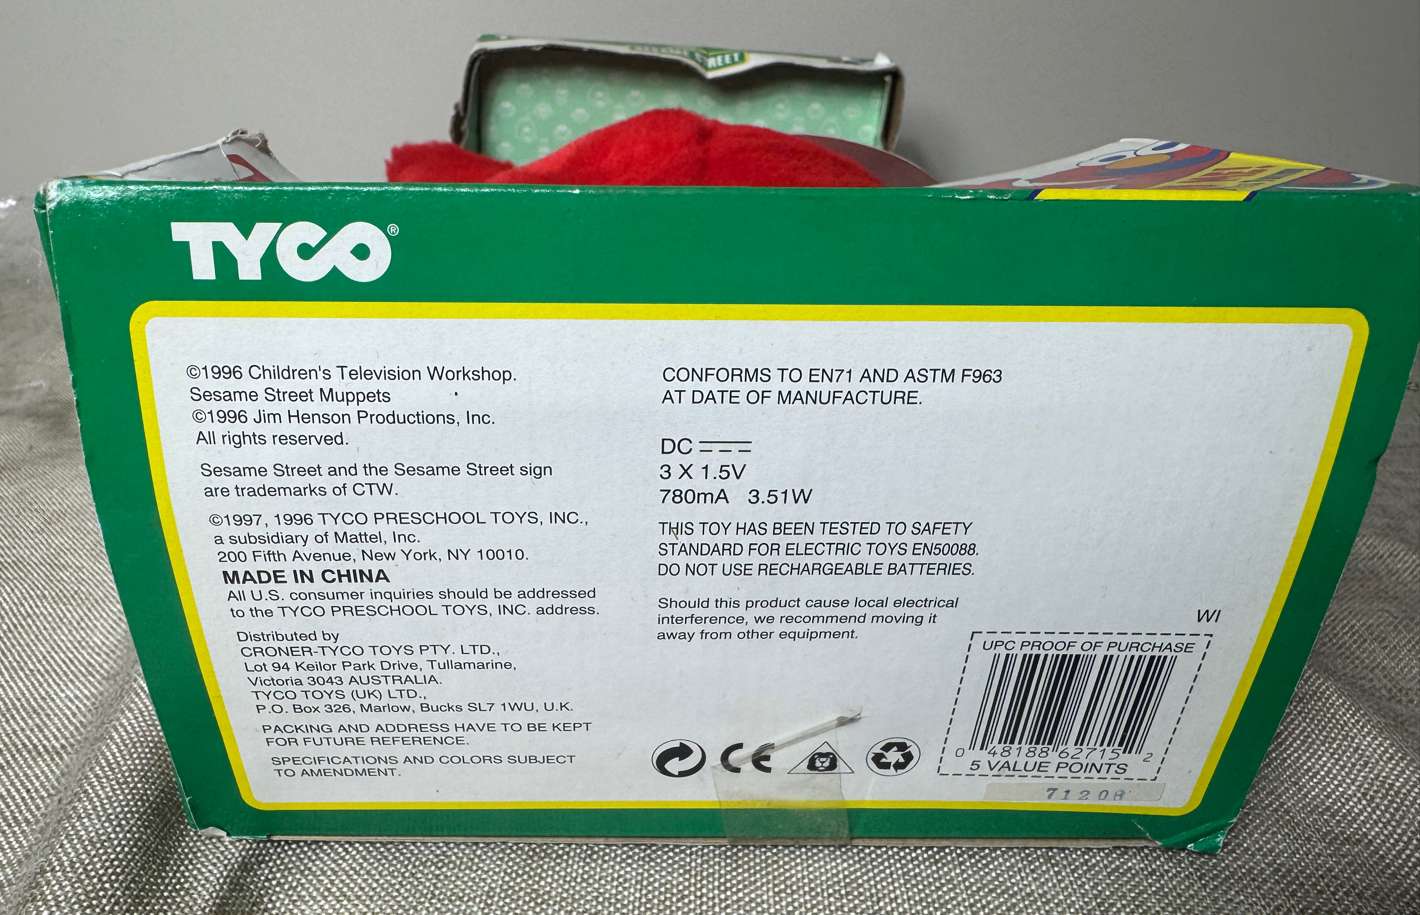 REET
TYCO®
©1996 Children's Television Workshop.
Sesame Street Muppets
©1996 Jim Henson Productions, Inc.
All rights reserved.
Sesame Street and the Sesame Street sign
are trademarks of CTW.
©1997, 1996 TYCO PRESCHOOL TOYS, INC.,
a subsidiary of Mattel, Inc.
200 Fifth Avenue, New York, NY 10010.
MADE IN CHINA
All U.S. consumer inquiries should be addressed
to the TYCO PRESCHOOL TOYS, INC. address.
Distributed by
CRONER-TYCO TOYS PTY. LTD.,
Lot 94 Keilor Park Drive, Tullamarine,
Victoria 3043 AUSTRALIA.
TYCO TOYS (UK) LTD.,
P.O. Box 326, Marlow, Bucks SL7 1WU, U.K.
PACKING AND ADDRESS HAVE TO BE KEPT
FOR FUTURE REFERENCE.
SPECIFICATIONS AND COLORS SUBJECT
TO AMENDMENT.
CONFORMS TO EN71 AND ASTM F963
AT DATE OF MANUFACTURE.
DC
3 X 1.5V
780mA 3.51W
THIS TOY HAS BEEN TESTED TO SAFETY
STANDARD FOR ELECTRIC TOYS EN50088.
DO NOT USE RECHARGEABLE BATTERIES.
Should this product cause local electrical
interference, we recommend moving it
away from other equipment.
CE
WI
UPC PROOF OF PURCHASE
0 48188 62715 2
5 VALUE POINTS